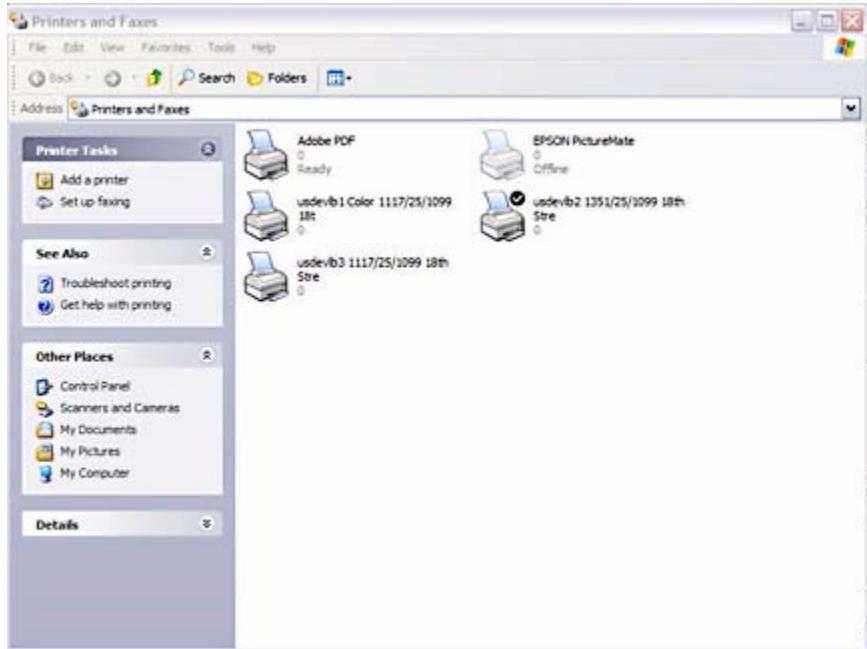 Printers and Faxes
File Edit View Favorites Tools Help
Back Search Folders
Address Printers and Faxes
Printer Tasks
Add a printer
Set up faxing
See Also
Troubleshoot printing
Get help with printing
Other Places
Control Panel
Scanners and Cameras
My Documents
My Pictures
My Computer
Details
Adobe PDF
0
Ready
EPSON PictureMate
0
Offline
usdevlb1 Color 1117/25/1099
18t
0
usdevlb2 1351/25/1099 18th
Stre
0
usdevlb3 1117/25/1099 18th
Stre
0